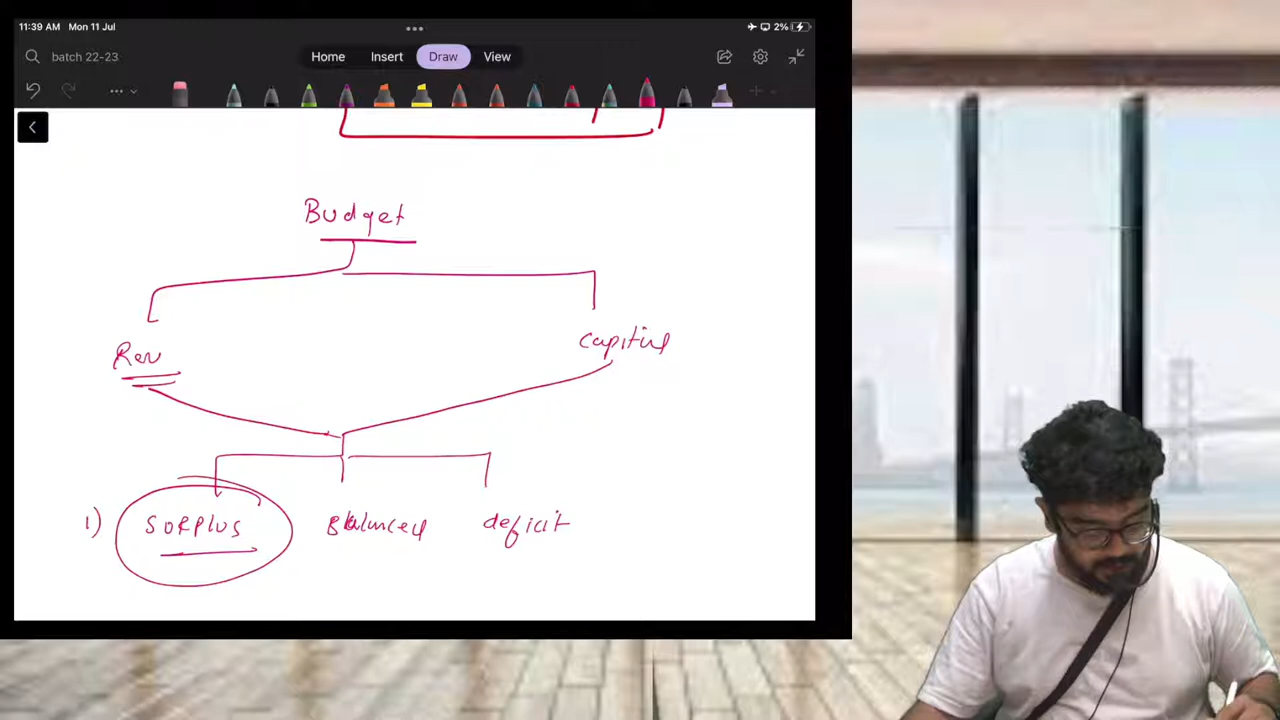 11:39 AM Mon 11 Jul 2%
batch 22-23 Home Insert Draw View
Budget
Rev capital
1) SURPLUS Balanced deficit